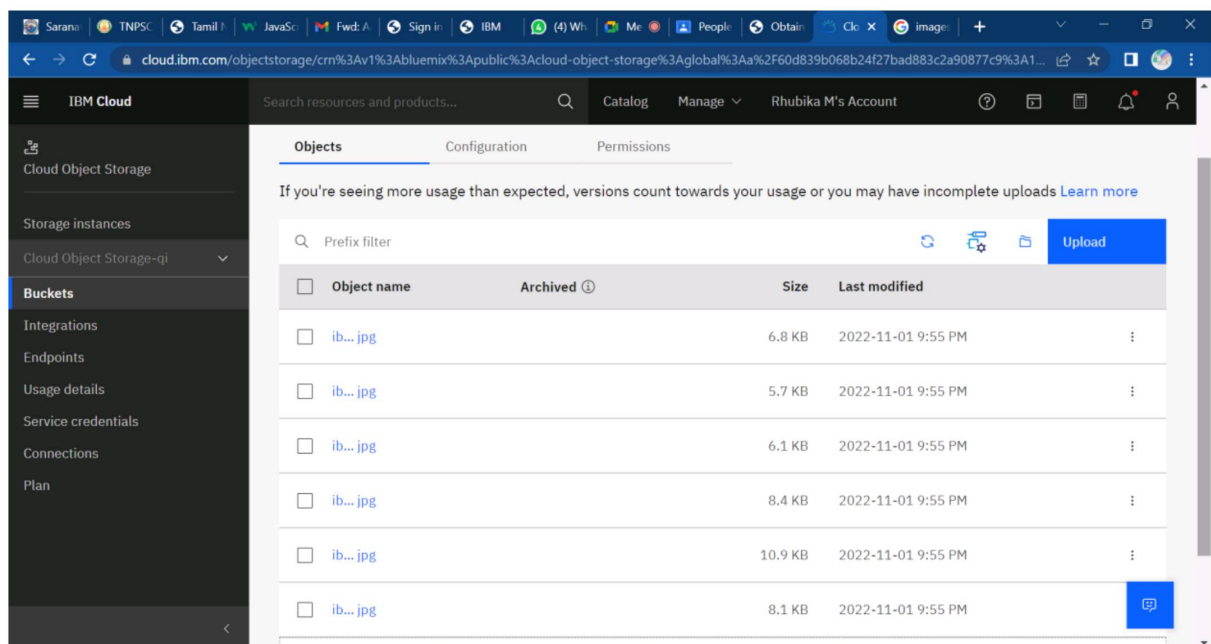 Sarana TNPSC Tamil N JavaSc Fwd: A Sign in IBM (4) Wh Me People Obtain Clo images
cloud.ibm.com/objectstorage/crn%3Av1%3Abluemix%3Apublic%3Acloud-object-storage%3Aglobal%3Aa%2F60d839b068b24f27bad883c2a90877c9%3A1...
IBM Cloud Search resources and products... Catalog Manage Rhubika M's Account
Cloud Object Storage
Storage instances
Cloud Object Storage-qi
Buckets
Integrations
Endpoints
Usage details
Service credentials
Connections
Plan
Objects Configuration Permissions
If you're seeing more usage than expected, versions count towards your usage or you may have incomplete uploads Learn more
Prefix filter Upload
Object name Archived Size Last modified
ib... jpg 6.8 KB 2022-11-01 9:55 PM
ib... jpg 5.7 KB 2022-11-01 9:55 PM
ib... jpg 6.1 KB 2022-11-01 9:55 PM
ib... jpg 8.4 KB 2022-11-01 9:55 PM
ib... jpg 10.9 KB 2022-11-01 9:55 PM
ib... jpg 8.1 KB 2022-11-01 9:55 PM